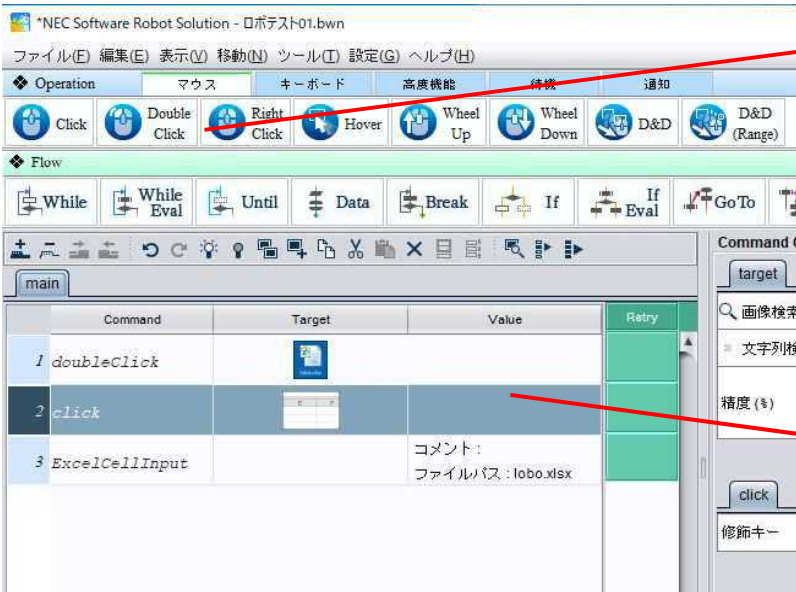 *NEC Software Robot Solution - ロボテスト01.bwn
ファイル(F) 編集(E) 表示(V) 移動(N) ツール(T) 設定(G) ヘルプ(H)
Operation マウス キーボード 高度機能 待機 通知
Click Double Click Right Click Hover Wheel Up Wheel Down D&D D&D (Range)
Flow
While While Eval Until Data Break If If Eval GoTo
Command
main target
Command Target Value Retry
画像検索
1 doubleClick
文字列検
2 click
精度(%)
コメント:
3 ExcelCellInput
ファイルパス:lobo.xlsx
click
修飾キー